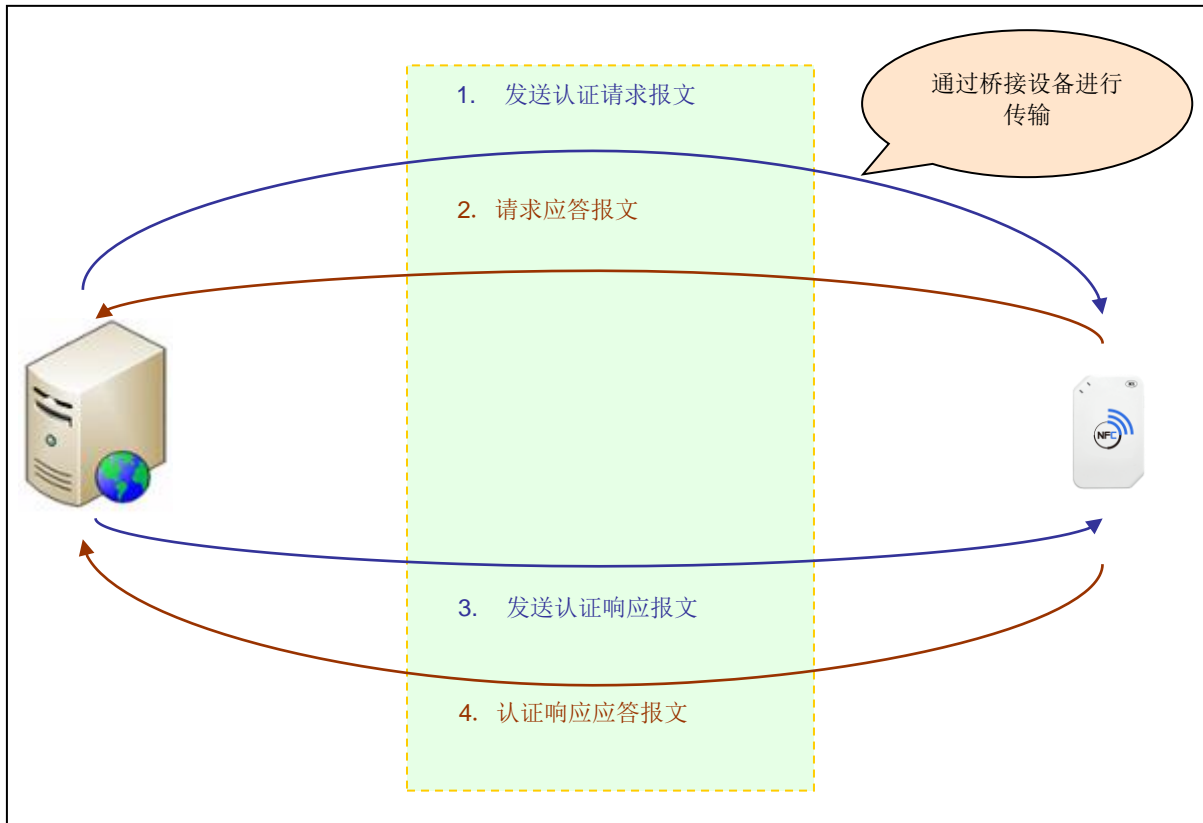 1. 发送认证请求报文
通过桥接设备进行
传输
2. 请求应答报文
NFC
3. 发送认证响应报文
4. 认证响应应答报文